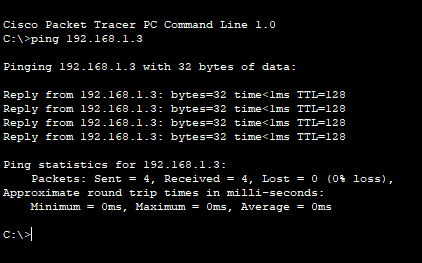 Cisco Packet Tracer PC Command Line 1.0
C:\>ping 192.168.1.3
Pinging 192.168.1.3 with 32 bytes of data:
Reply from 192.168.1.3: bytes=32 time<1ms TTL=128
Reply from 192.168.1.3: bytes=32 time<1ms TTL=128
Reply from 192.168.1.3: bytes=32 time<1ms TTL=128
Reply from 192.168.1.3: bytes=32 time<1ms TTL=128
Ping statistics for 192.168.1.3:
Packets: Sent = 4, Received = 4, Lost = 0 (0% loss),
Approximate round trip times in milli-seconds:
Minimum = 0ms, Maximum = 0ms, Average = 0ms
C:\>